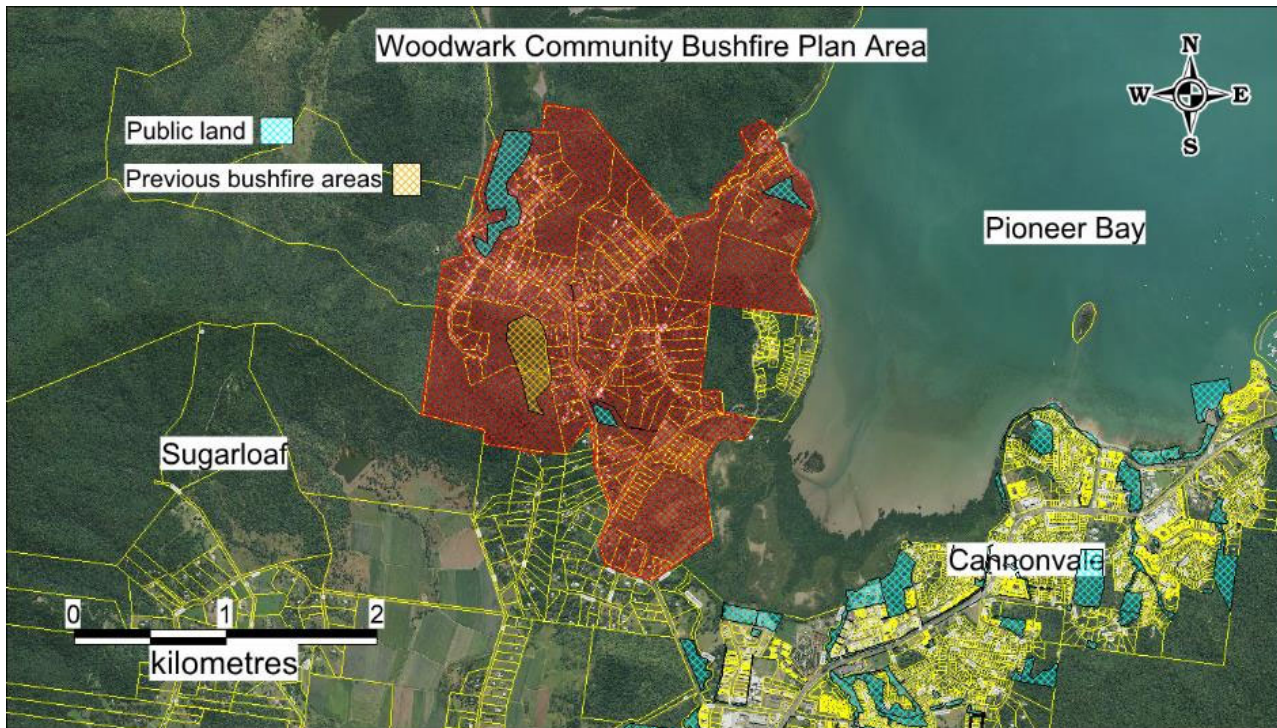 Woodwark Community Bushfire Plan Area
N
W E
S
Public land
Previous bushfire areas
Pioneer Bay
Sugarloaf
Cannonvale
0 1 2
kilometres